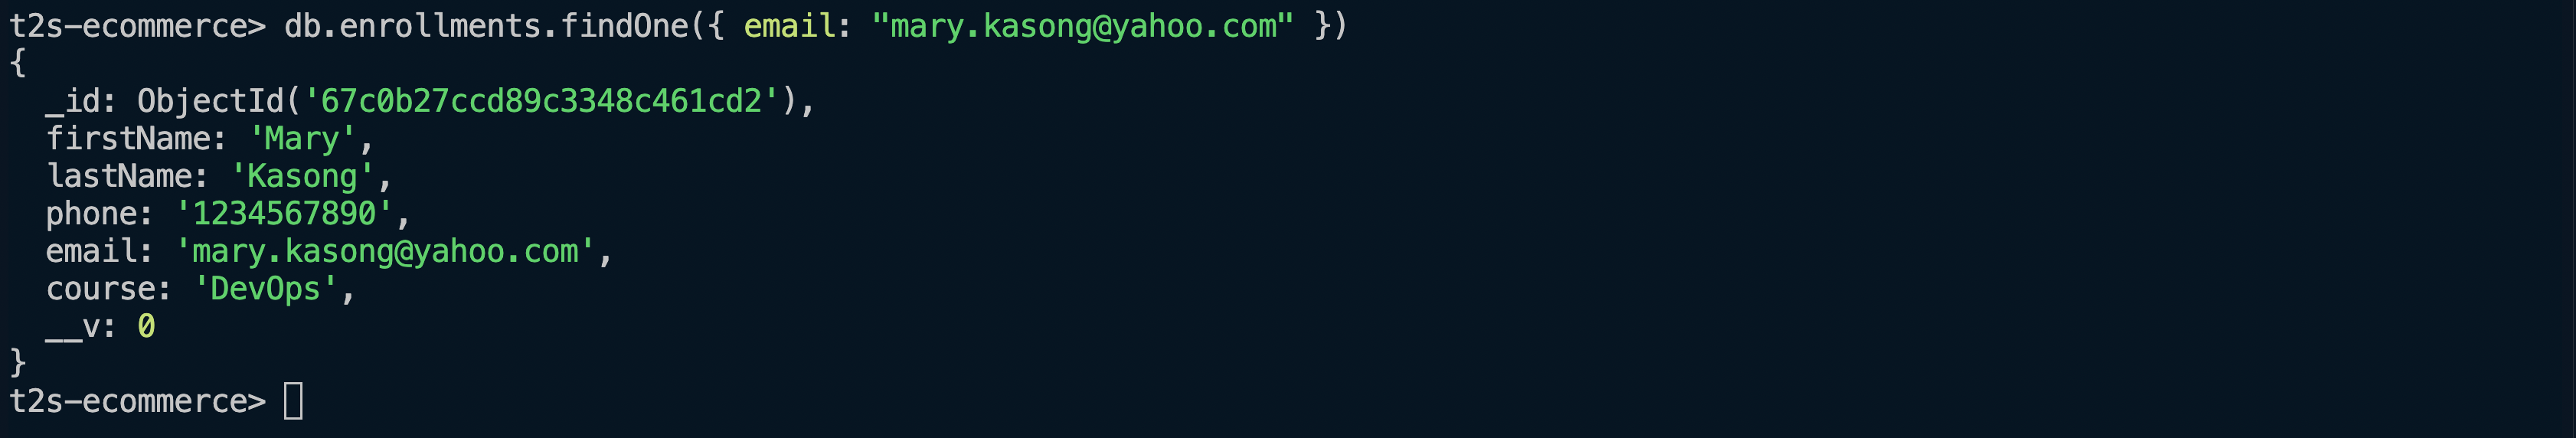 t2s-ecommerce> db.enrollments.findOne({ email: "mary.kasong@yahoo.com" })
{
  _id: ObjectId('67c0b27ccd89c3348c461cd2'),
  firstName: 'Mary',
  lastName: 'Kasong',
  phone: '1234567890',
  email: 'mary.kasong@yahoo.com',
  course: 'DevOps',
  __v: 0
}
t2s-ecommerce>